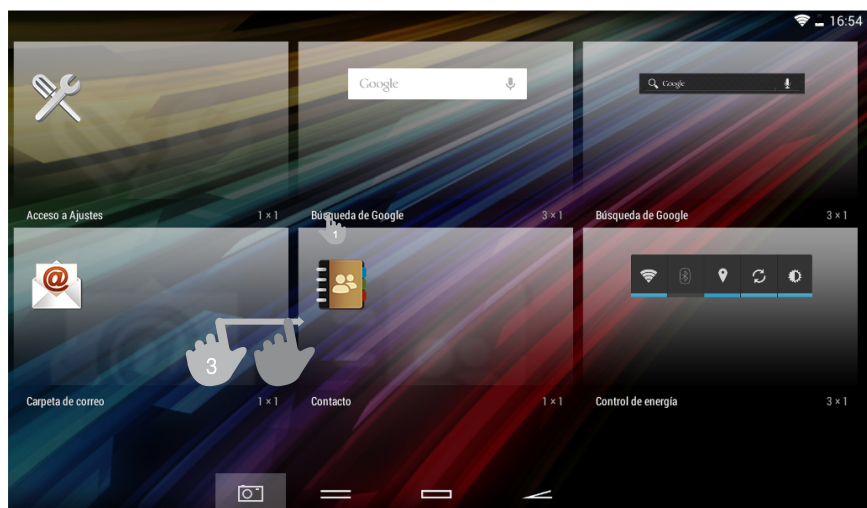 16:54
Google
Google
Acceso a Ajustes 1 × 1
Búsqueda de Google 3 × 1
Búsqueda de Google 3 × 1
1
@
3
Carpeta de correo 1 × 1
Contacto 1 × 1
Control de energía 3 × 1